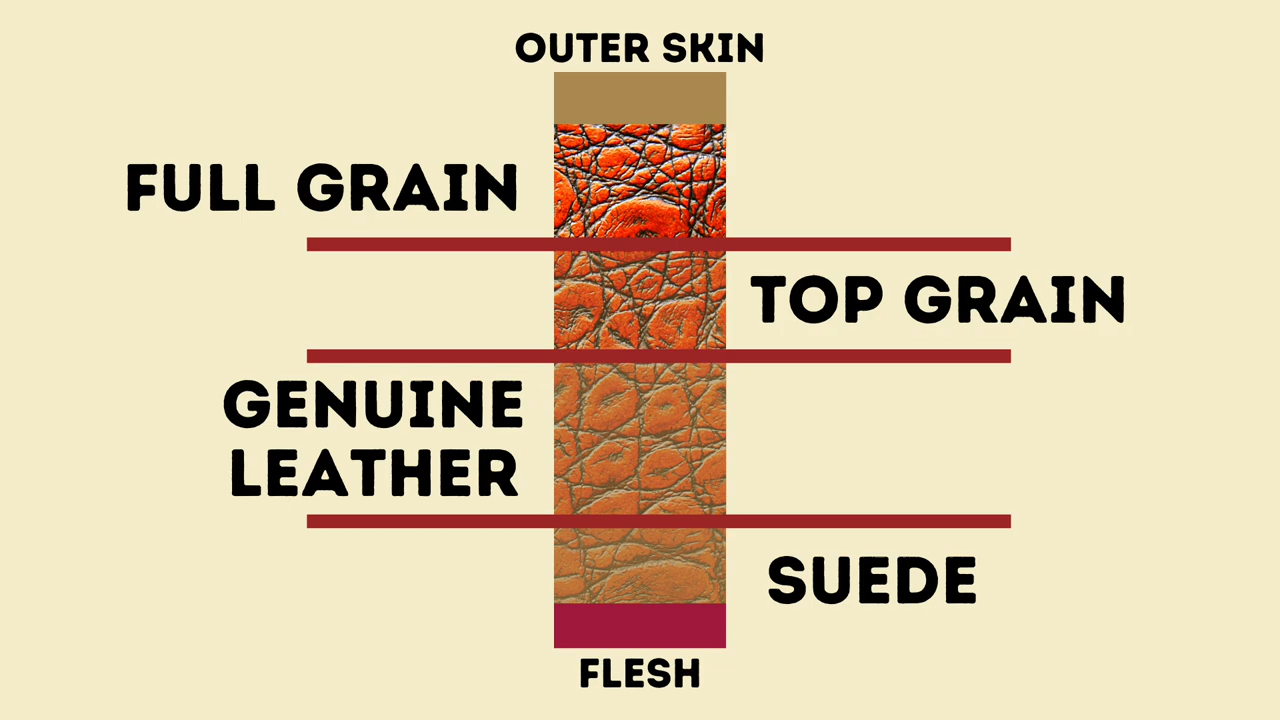 OUTER SKIN
FULL GRAIN
TOP GRAIN
GENUINE
LEATHER
SUEDE
FLESH